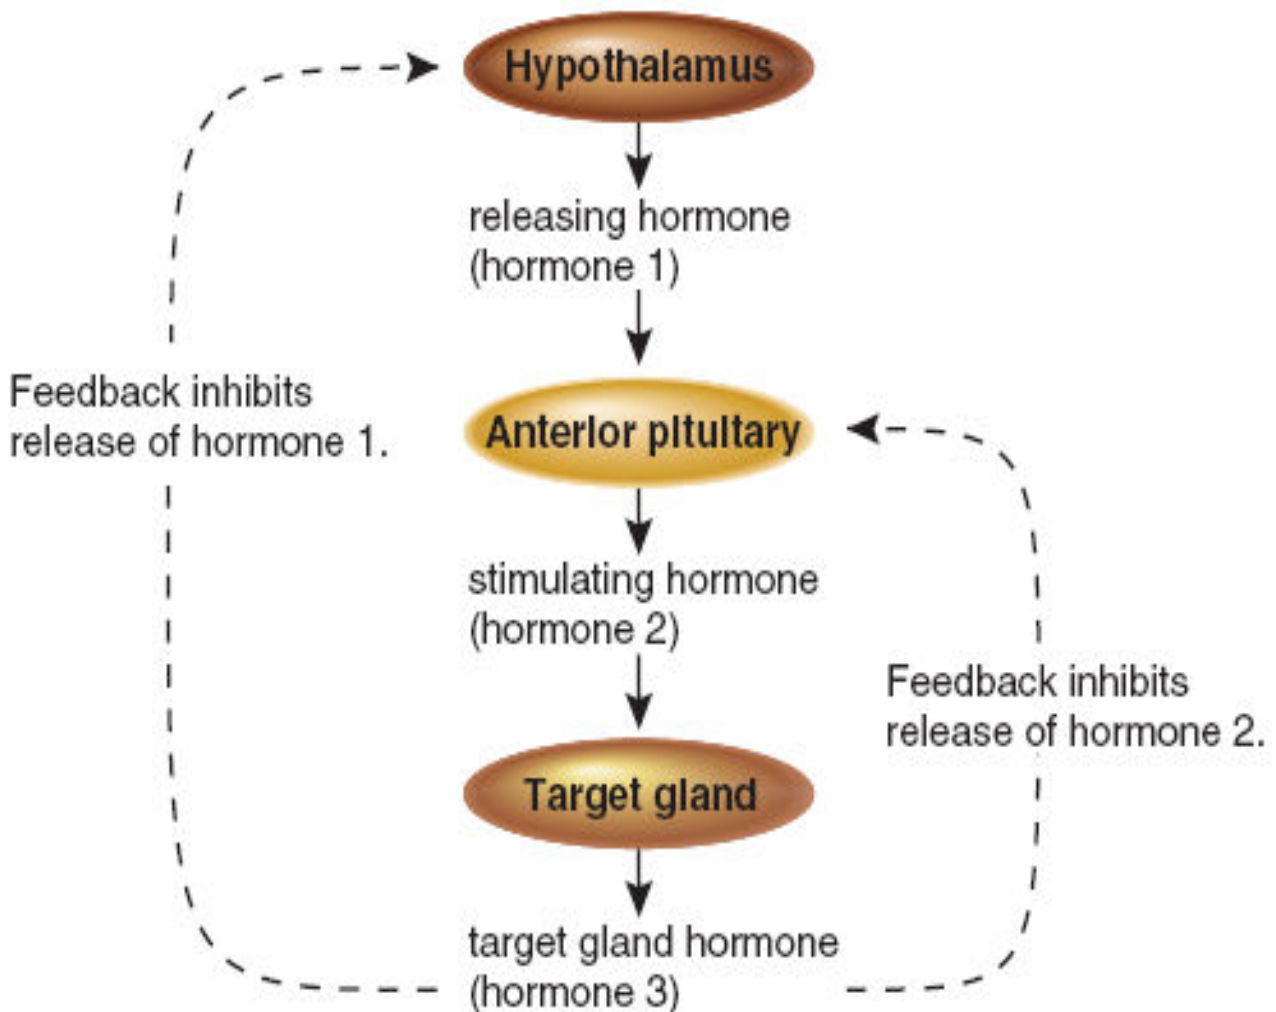 Hypothalamus
releasing hormone
(hormone 1)
Feedback inhibits
release of hormone 1.
Anterior pituitary
stimulating hormone
(hormone 2)
Feedback inhibits
release of hormone 2.
Target gland
target gland hormone
(hormone 3)